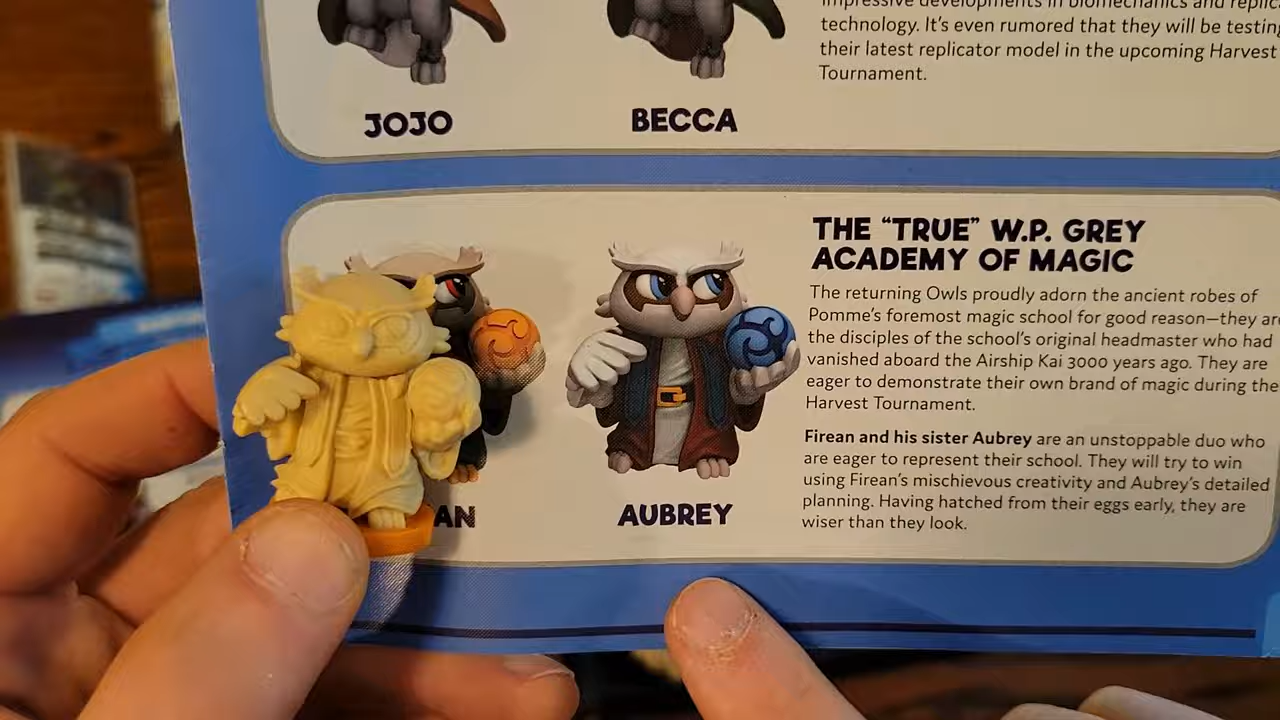 impressive developments in biomechanics and
technology. It's even rumored that they will be testing
their latest replicator model in the upcoming Harvest
Tournament.
JOJO
BECCA
THE “TRUE” W.P. GREY
ACADEMY OF MAGIC
The returning Owls proudly adorn the ancient robes of
Pomme's foremost magic school for good reason—they are
the disciples of the school's original headmaster who had
vanished aboard the Airship Kai 3000 years ago. They are
eager to demonstrate their own brand of magic during the
Harvest Tournament.
Firean and his sister Aubrey are an unstoppable duo who
are eager to represent their school. They will try to win
using Firean's mischievous creativity and Aubrey's detailed
planning. Having hatched from their eggs early, they are
wiser than they look.
AN
AUBREY